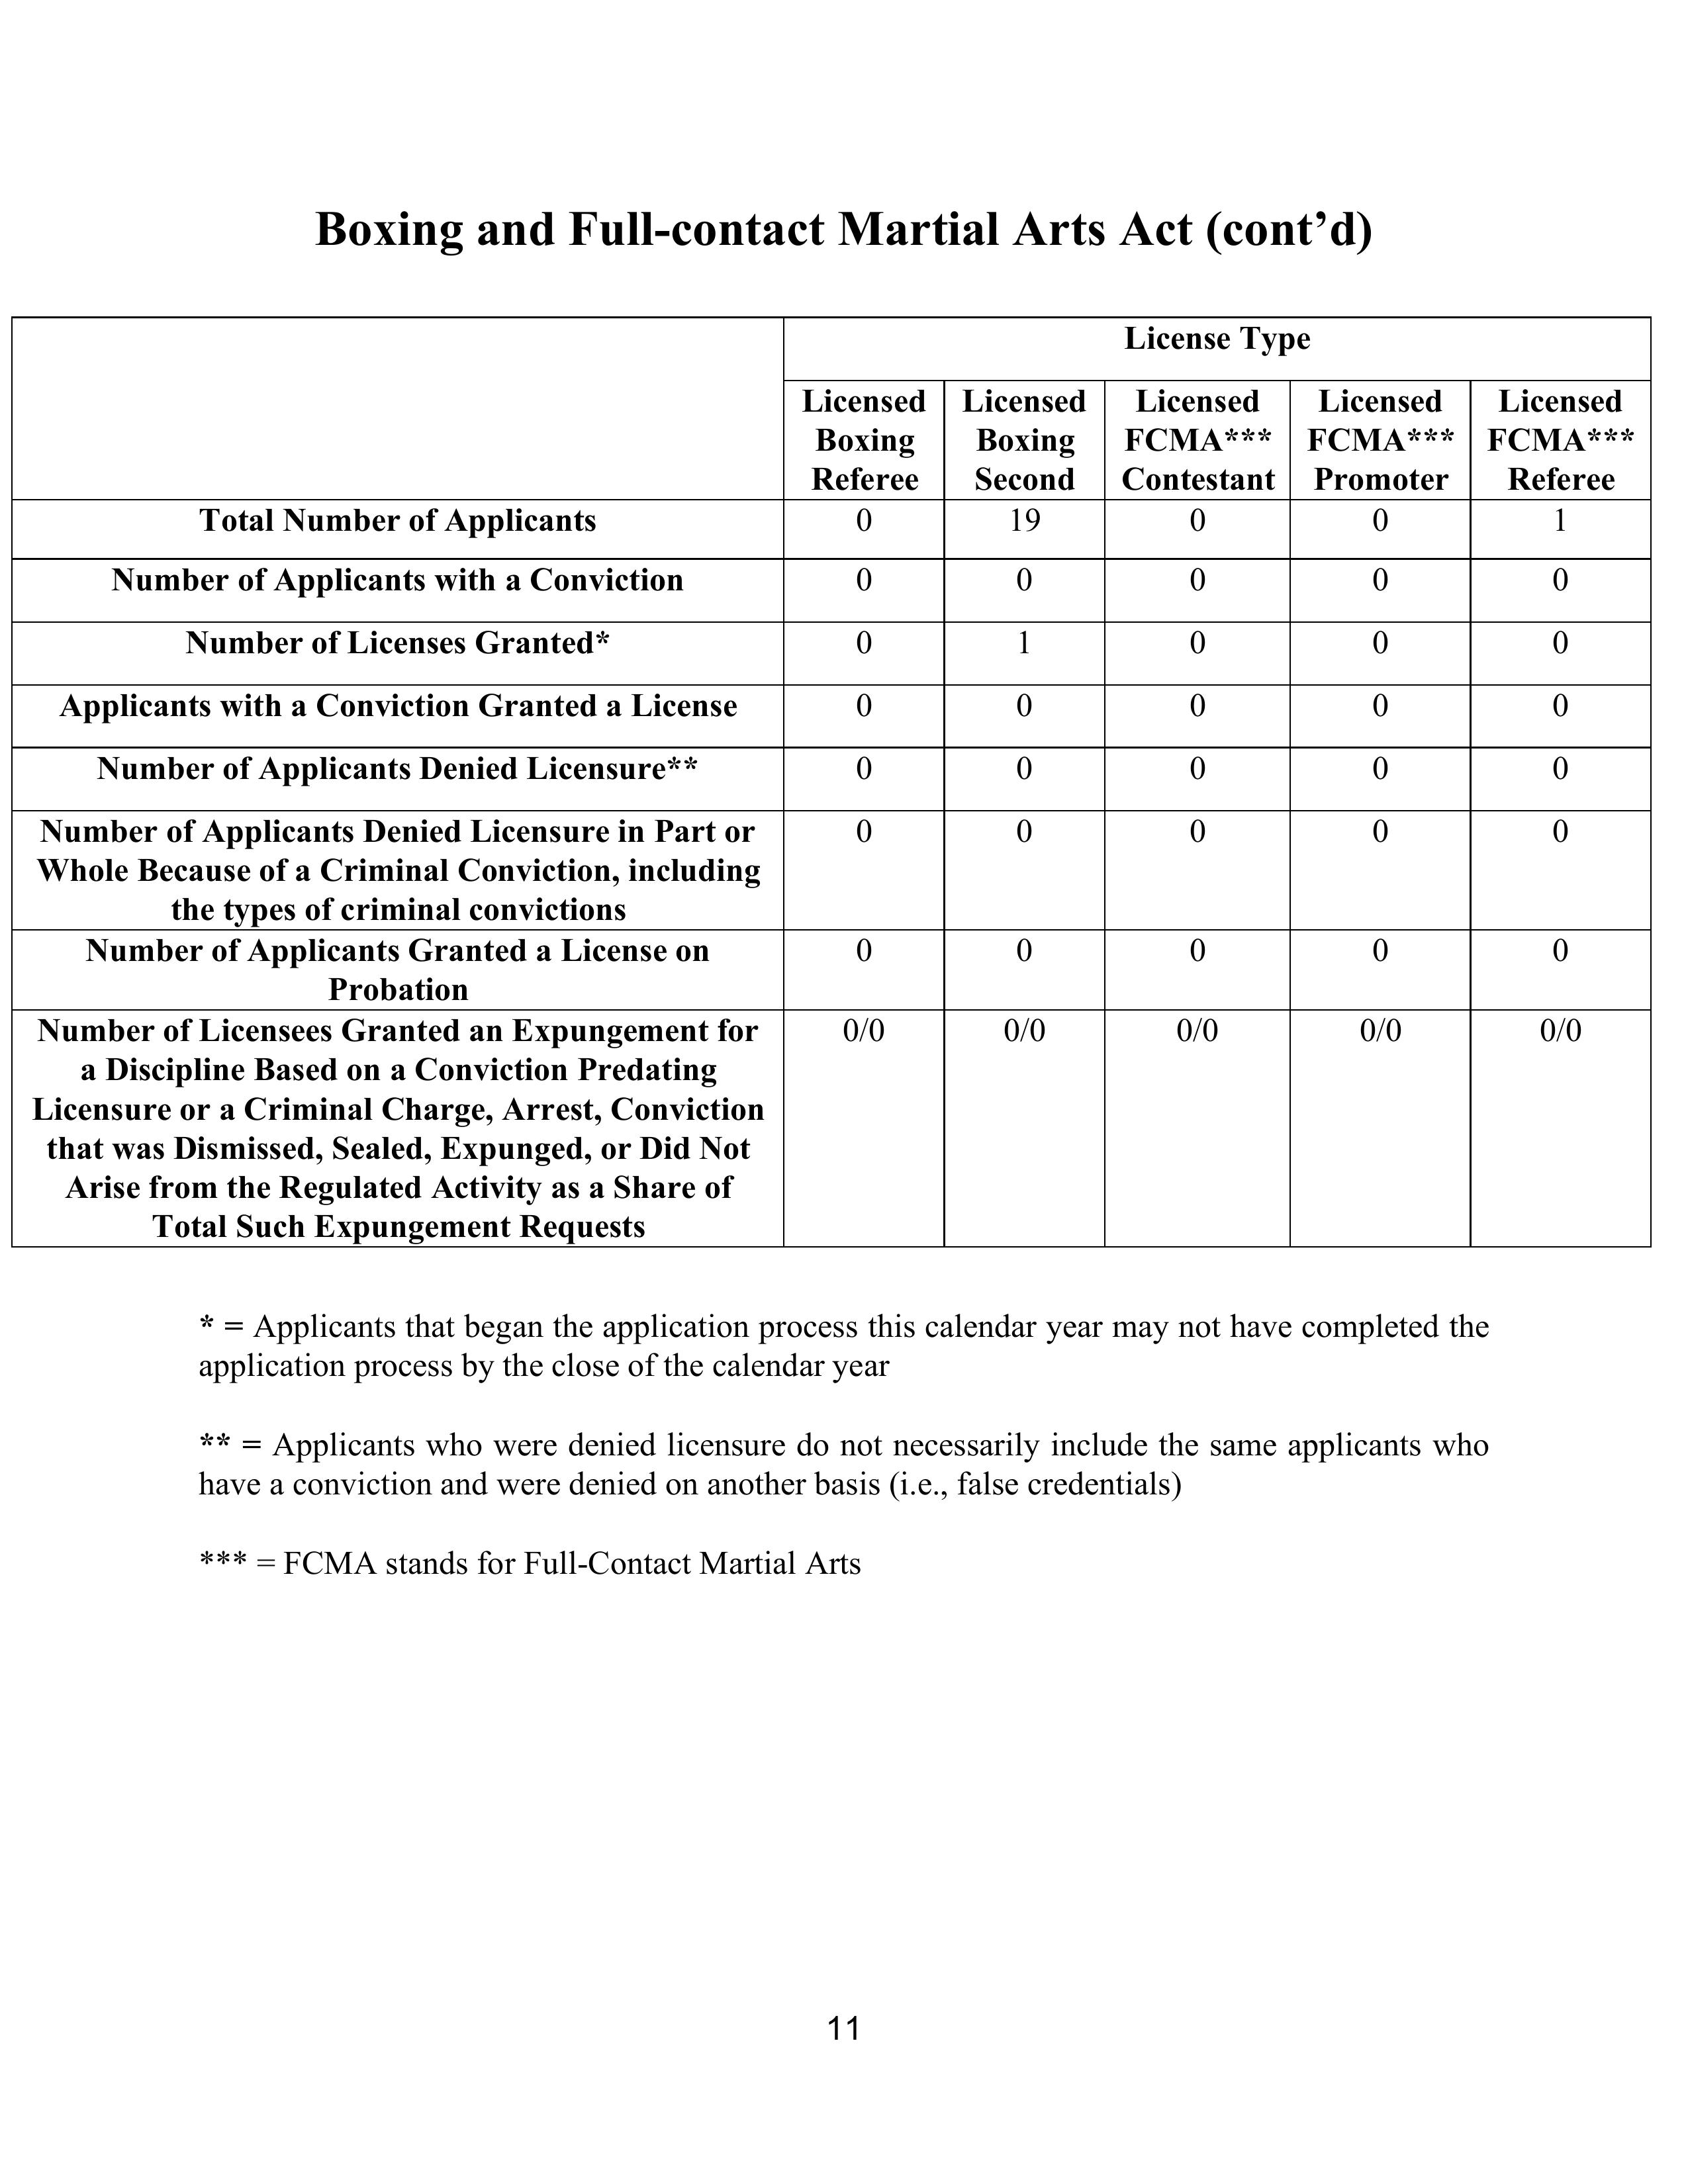 Boxing and Full-contact Martial Arts Act (cont’d)
License Type
Licensed Boxing Referee
Licensed Boxing Second
Licensed FCMA*** Contestant
Licensed FCMA*** Promoter
Licensed FCMA*** Referee
Total Number of Applicants 0 19 0 0 1
Number of Applicants with a Conviction 0 0 0 0 0
Number of Licenses Granted* 0 1 0 0 0
Applicants with a Conviction Granted a License 0 0 0 0 0
Number of Applicants Denied Licensure** 0 0 0 0 0
Number of Applicants Denied Licensure in Part or 0 0 0 0 0
Whole Because of a Criminal Conviction, including
the types of criminal convictions
Number of Applicants Granted a License on 0 0 0 0 0
Probation
Number of Licensees Granted an Expungement for 0/0 0/0 0/0 0/0 0/0
a Discipline Based on a Conviction Predating
Licensure or a Criminal Charge, Arrest, Conviction
that was Dismissed, Sealed, Expunged, or Did Not
Arise from the Regulated Activity as a Share of
Total Such Expungement Requests
* = Applicants that began the application process this calendar year may not have completed the
application process by the close of the calendar year
** = Applicants who were denied licensure do not necessarily include the same applicants who
have a conviction and were denied on another basis (i.e., false credentials)
*** = FCMA stands for Full-Contact Martial Arts
11